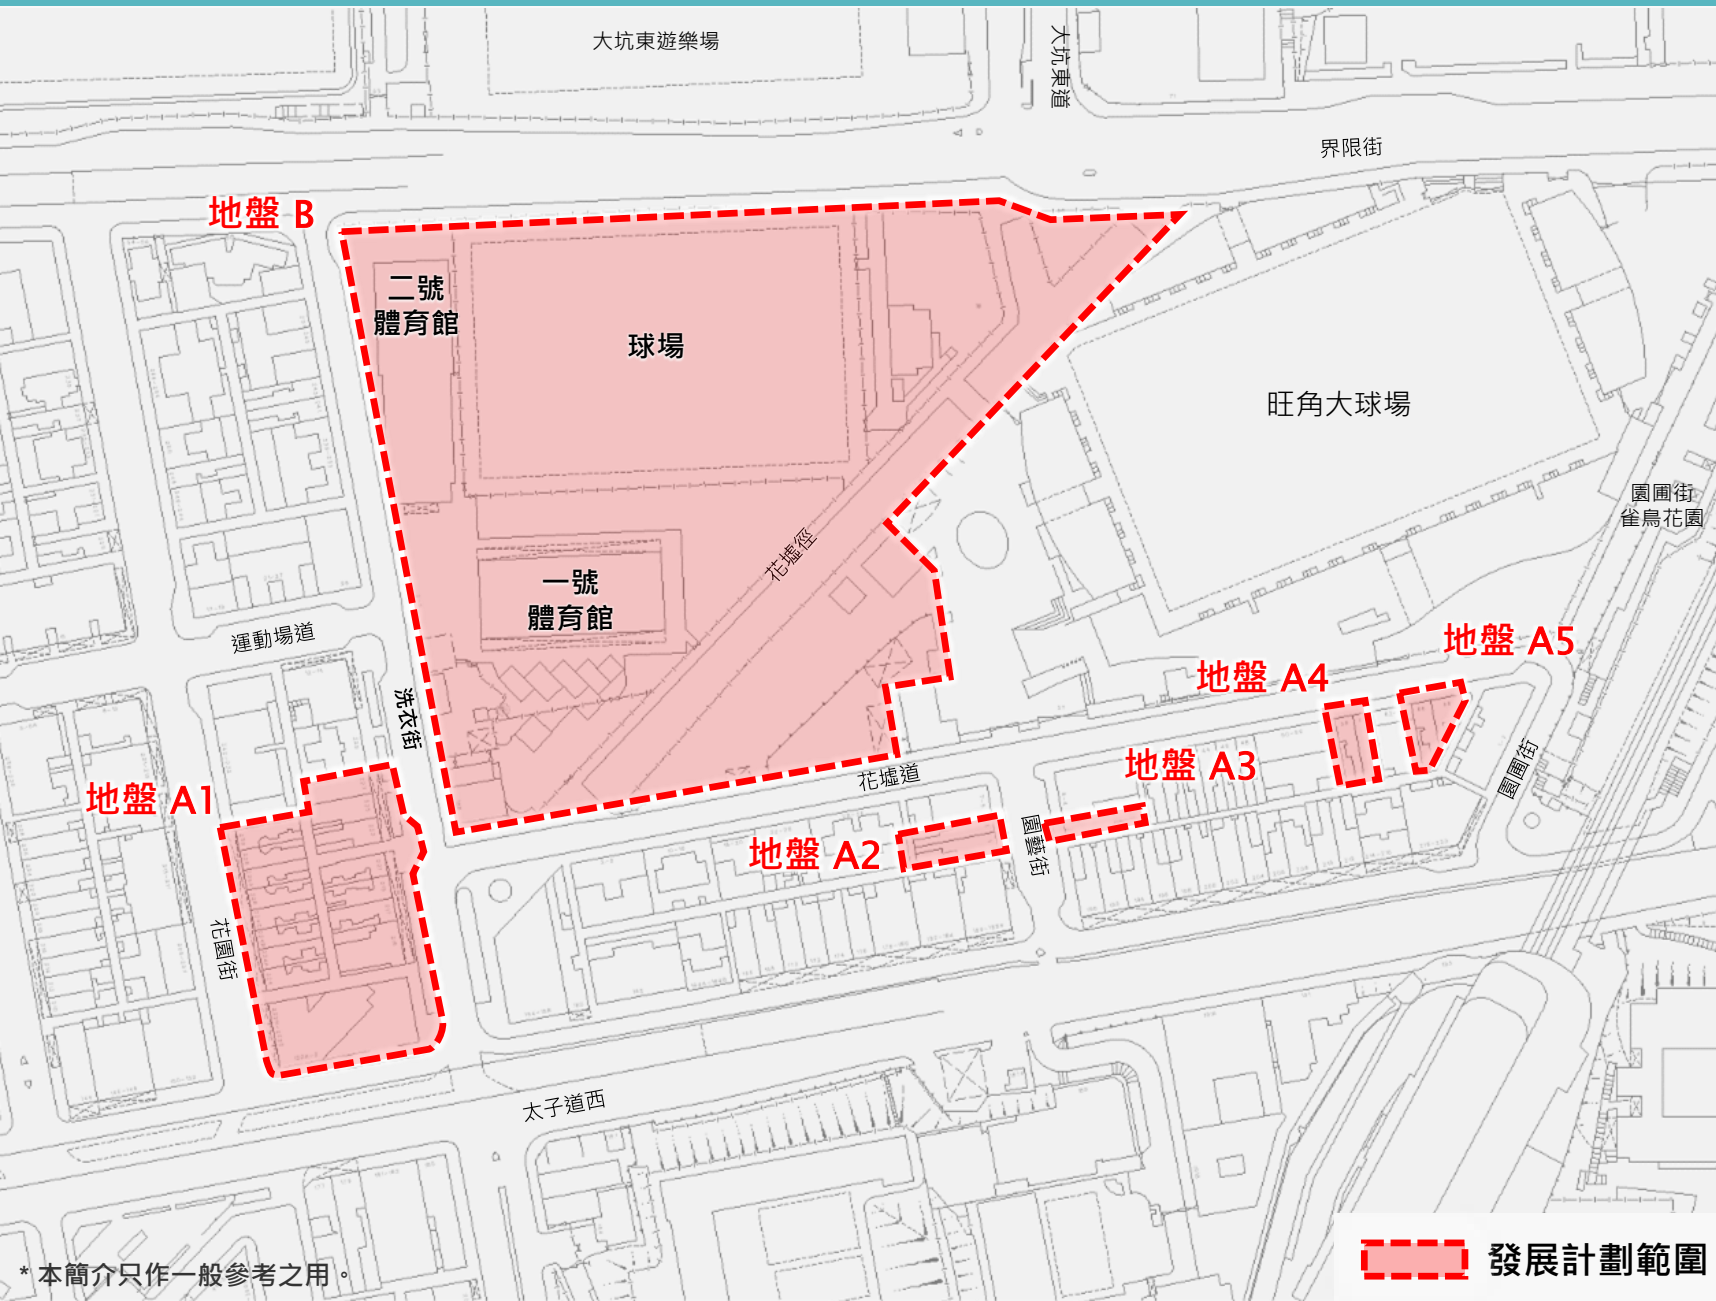 大坑東遊樂場
大坑東道
界限街
地盤 B
二號
體育館
球場
旺角大球場
園圃街
雀鳥花園
花墟徑
一號
體育館
運動場道
地盤 A5
地盤 A4
洗衣街
園圃街
地盤 A3
花墟道
地盤 A1
園藝街
地盤 A2
花園街
太子道西
發展計劃範圍
* 本簡介只作一般參考之用。